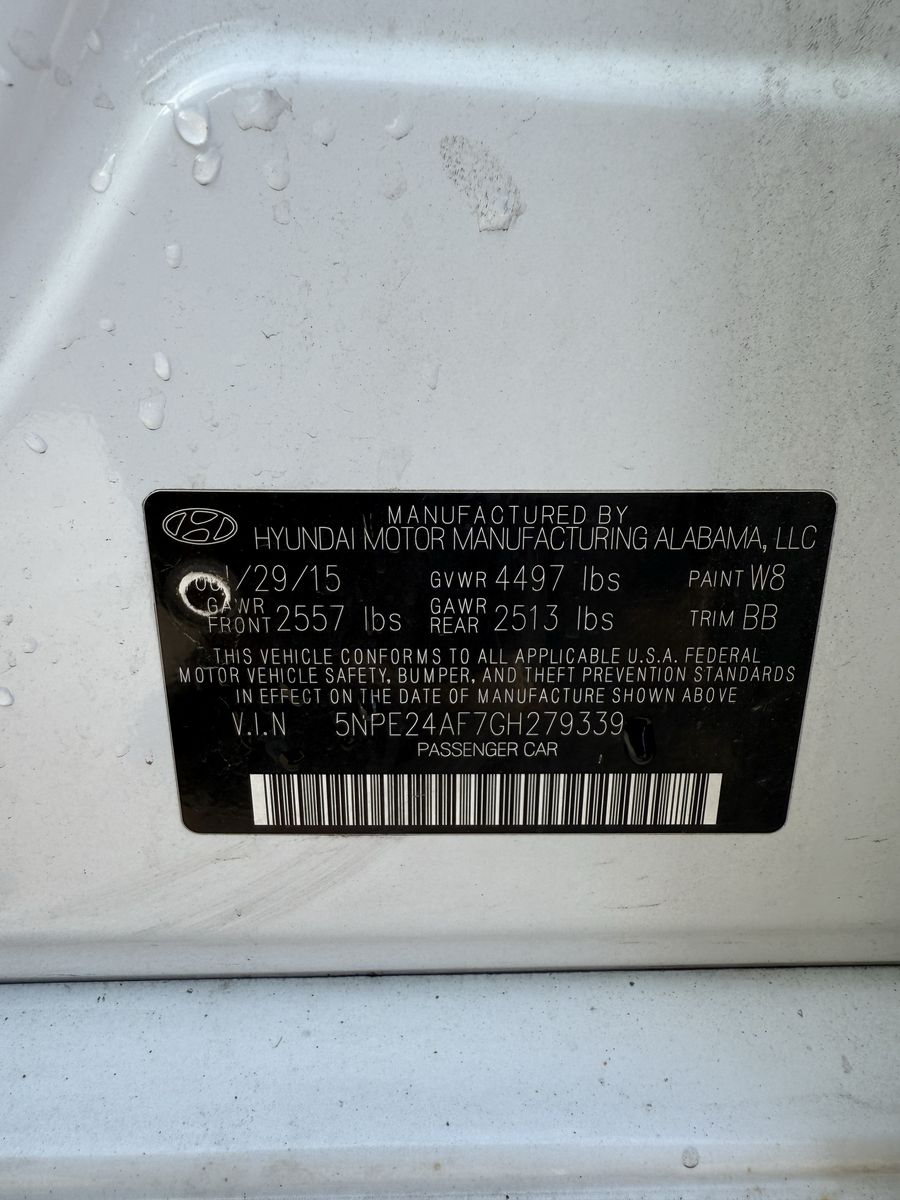 MANUFACTURED BY
HYUNDAI MOTOR MANUFACTURING ALABAMA, LLC
/29/15 GVWR 4497 lbs PAINT W8
GAWR FRONT 2557 lbs GAWR REAR 2513 lbs TRIM BB
THIS VEHICLE CONFORMS TO ALL APPLICABLE U.S.A. FEDERAL
MOTOR VEHICLE SAFETY, BUMPER, AND THEFT PREVENTION STANDARDS
IN EFFECT ON THE DATE OF MANUFACTURE SHOWN ABOVE
V.I.N 5NPE24AF7GH279339
PASSENGER CAR